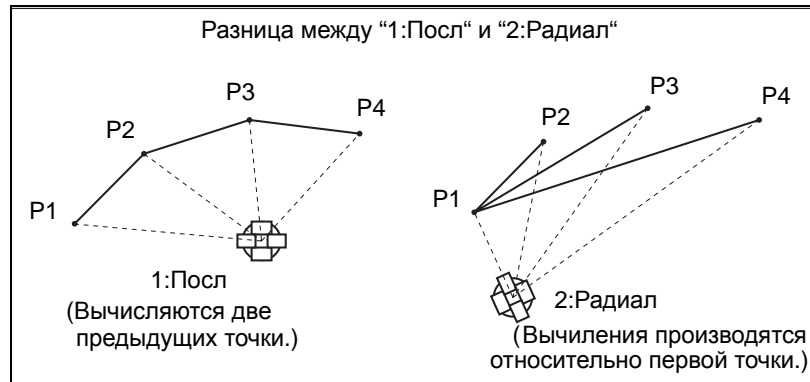 Разница между “1:Посл“ и “2:Радиал“
P1
P2
P3
P4
1:Посл
(Вычисляются две
предыдущих точки.)
P1
P2
P3
P4
2:Радиал
(Вычиления производятся
относительно первой точки.)